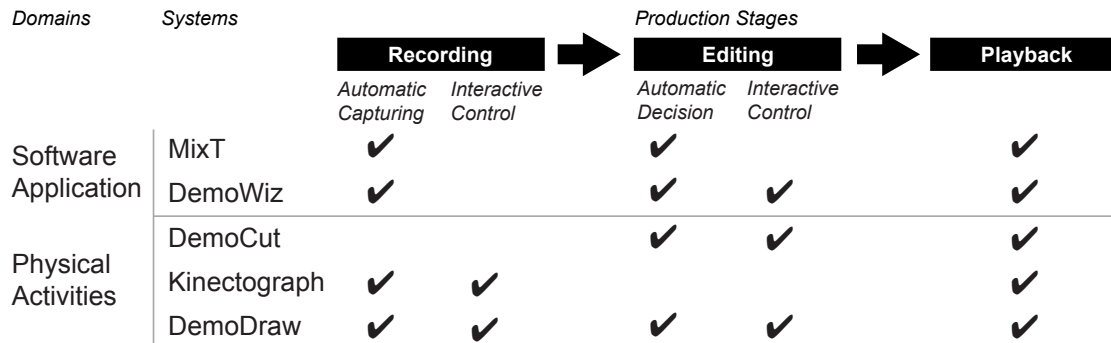 Domains Systems Production Stages
Recording Editing Playback
Automatic Interactive Automatic Interactive
Capturing Control Decision Control
Software Application
MixT ✔ ✔ ✔
DemoWiz ✔ ✔ ✔ ✔
Physical Activities
DemoCut ✔ ✔ ✔
Kinectograph ✔ ✔ ✔
DemoDraw ✔ ✔ ✔ ✔ ✔